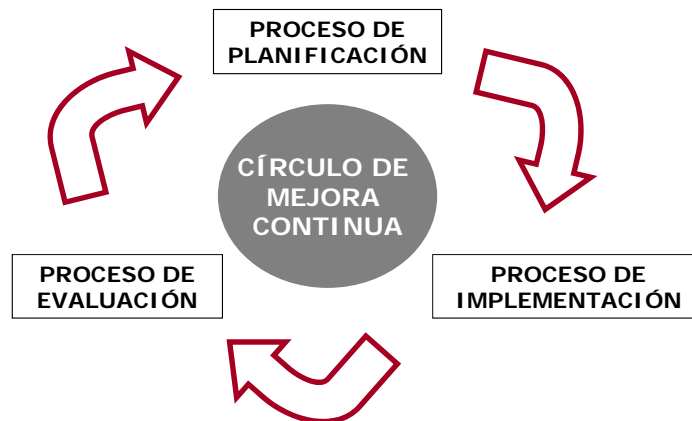 PROCESO DE
PLANIFICACIÓN
CÍRCULO DE
MEJORA
CONTINUA
PROCESO DE
EVALUACIÓN
PROCESO DE
IMPLEMENTACIÓN